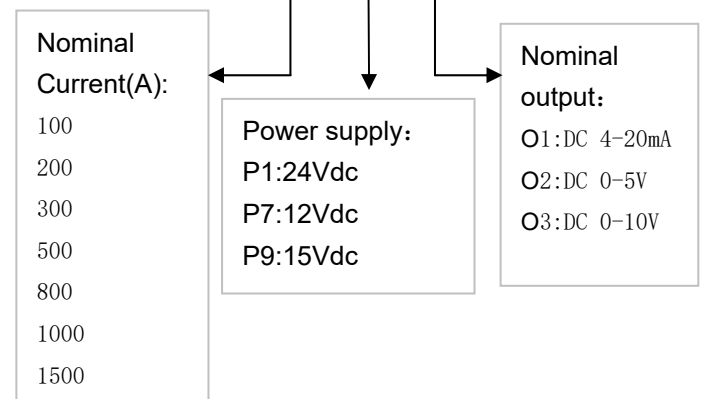 Nominal
Current(A):
100
200
300
500
800
1000
1500
Power supply：
P1:24Vdc
P7:12Vdc
P9:15Vdc
Nominal
output：
O1:DC 4-20mA
O2:DC 0-5V
O3:DC 0-10V